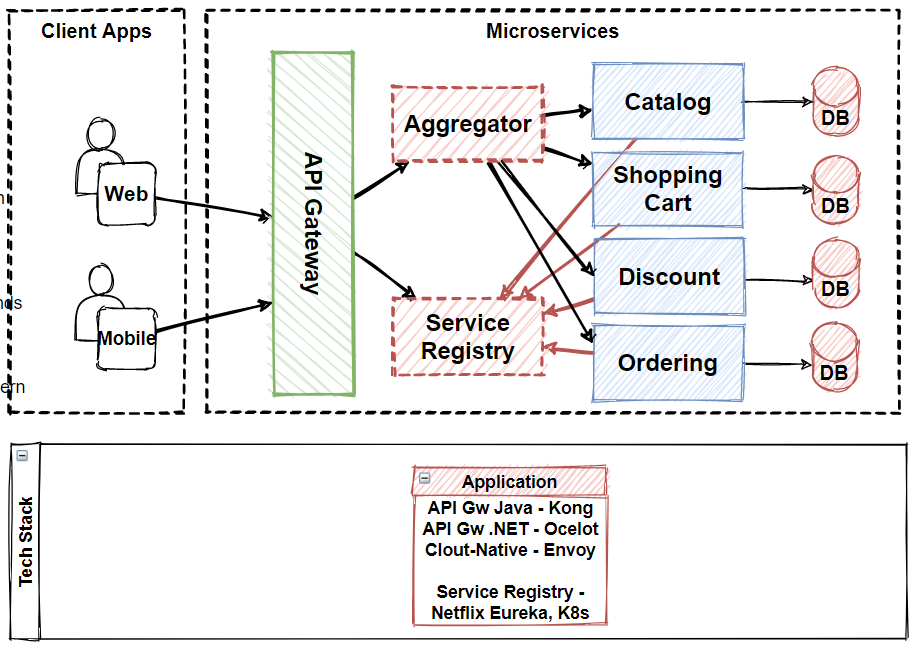 Client Apps
Microservices
Web
Mobile
API Gateway
Aggregator
Service
Registry
Catalog
Shopping
Cart
Discount
Ordering
DB
DB
DB
DB
nds
ern
Tech Stack
Application
API Gw Java - Kong
API Gw .NET - Ocelot
Clout-Native - Envoy
Service Registry -
Netflix Eureka, K8s